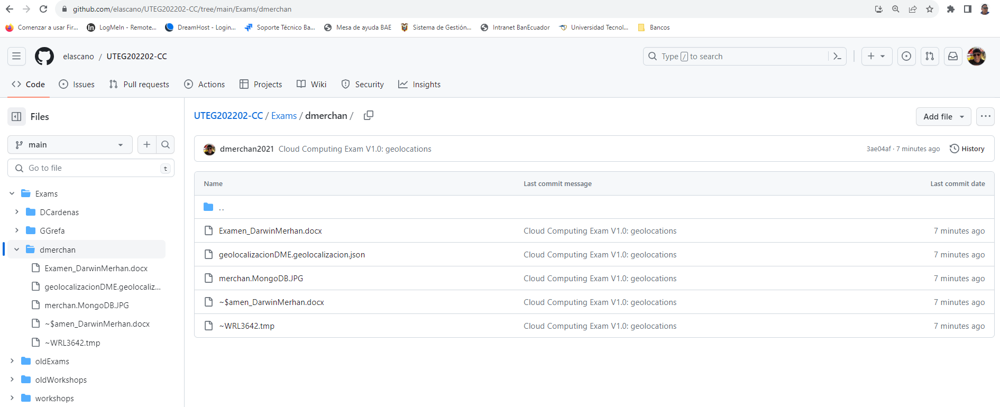 github.com/elascano/UTEG202202-CC/tree/main/Exams/dmerchan
Comenzar a usar Fir... LogMeIn - Remote... DreamHost - Login... Soporte Técnico Ba... Mesa de ayuda BAE Sistema de Gestión... Intranet BanEcuador Universidad Tecnol... Bancos
elascano / UTEG202202-CC Type / to search
Code Issues Pull requests Actions Projects Wiki Security Insights
Files
main
Go to file t
Exams
DCardenas
GGrefa
dmerchan
Examen_DarwinMerhan.docx
geolocalizacionDME.geolocaliz...
merchan.MongoDB.JPG
~$amen_DarwinMerhan.docx
~WRL3642.tmp
oldExams
oldWorkshops
workshops
UTEG202202-CC / Exams / dmerchan / Add file
dmerchan2021 Cloud Computing Exam V1.0: geolocations 3ae04af · 7 minutes ago History
Name Last commit message Last commit date
..
Examen_DarwinMerhan.docx Cloud Computing Exam V1.0: geolocations 7 minutes ago
geolocalizacionDME.geolocalizacion.json Cloud Computing Exam V1.0: geolocations 7 minutes ago
merchan.MongoDB.JPG Cloud Computing Exam V1.0: geolocations 7 minutes ago
~$amen_DarwinMerhan.docx Cloud Computing Exam V1.0: geolocations 7 minutes ago
~WRL3642.tmp Cloud Computing Exam V1.0: geolocations 7 minutes ago